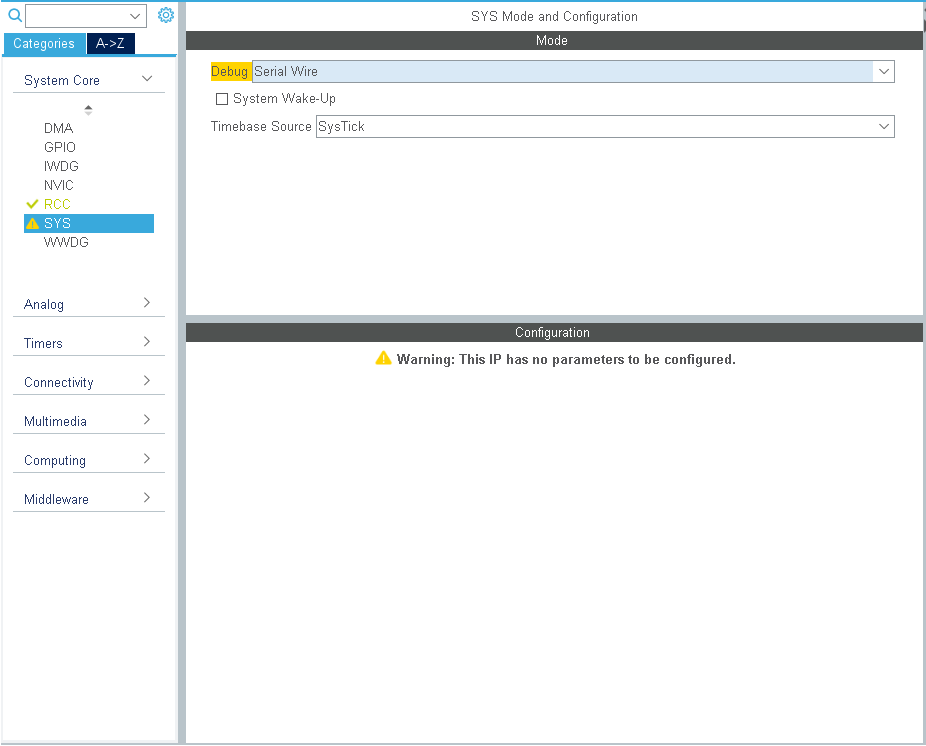 Categories
A->Z
System Core
DMA
GPIO
IWDG
NVIC
RCC
SYS
WWDG
Analog
Timers
Connectivity
Multimedia
Computing
Middleware
SYS Mode and Configuration
Mode
Debug Serial Wire
System Wake-Up
Timebase Source SysTick
Configuration
Warning: This IP has no parameters to be configured.